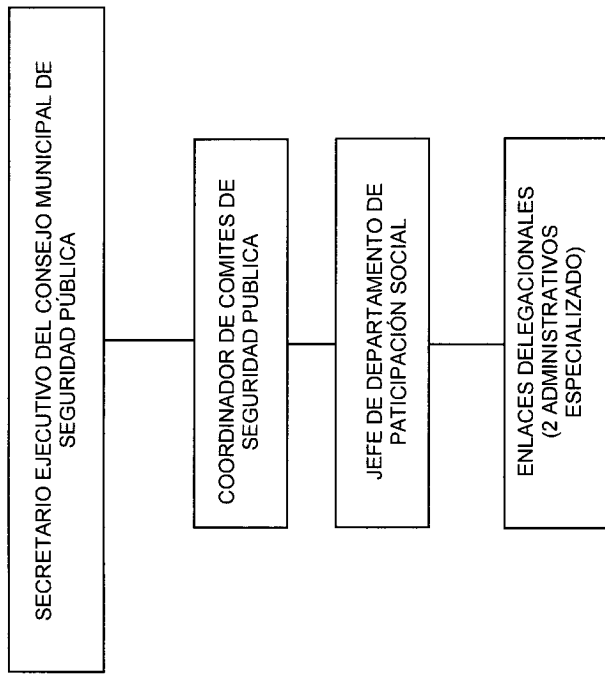 SECRETARIO EJECUTIVO DEL CONSEJO MUNICIPAL DE
SEGURIDAD PÚBLICA
COORDINADOR DE COMITES DE
SEGURIDAD PUBLICA
JEFE DE DEPARTAMENTO DE
PATICIPACIÓN SOCIAL
ENLACES DELEGACIONALES
(2 ADMINISTRATIVOS
ESPECIALIZADO)